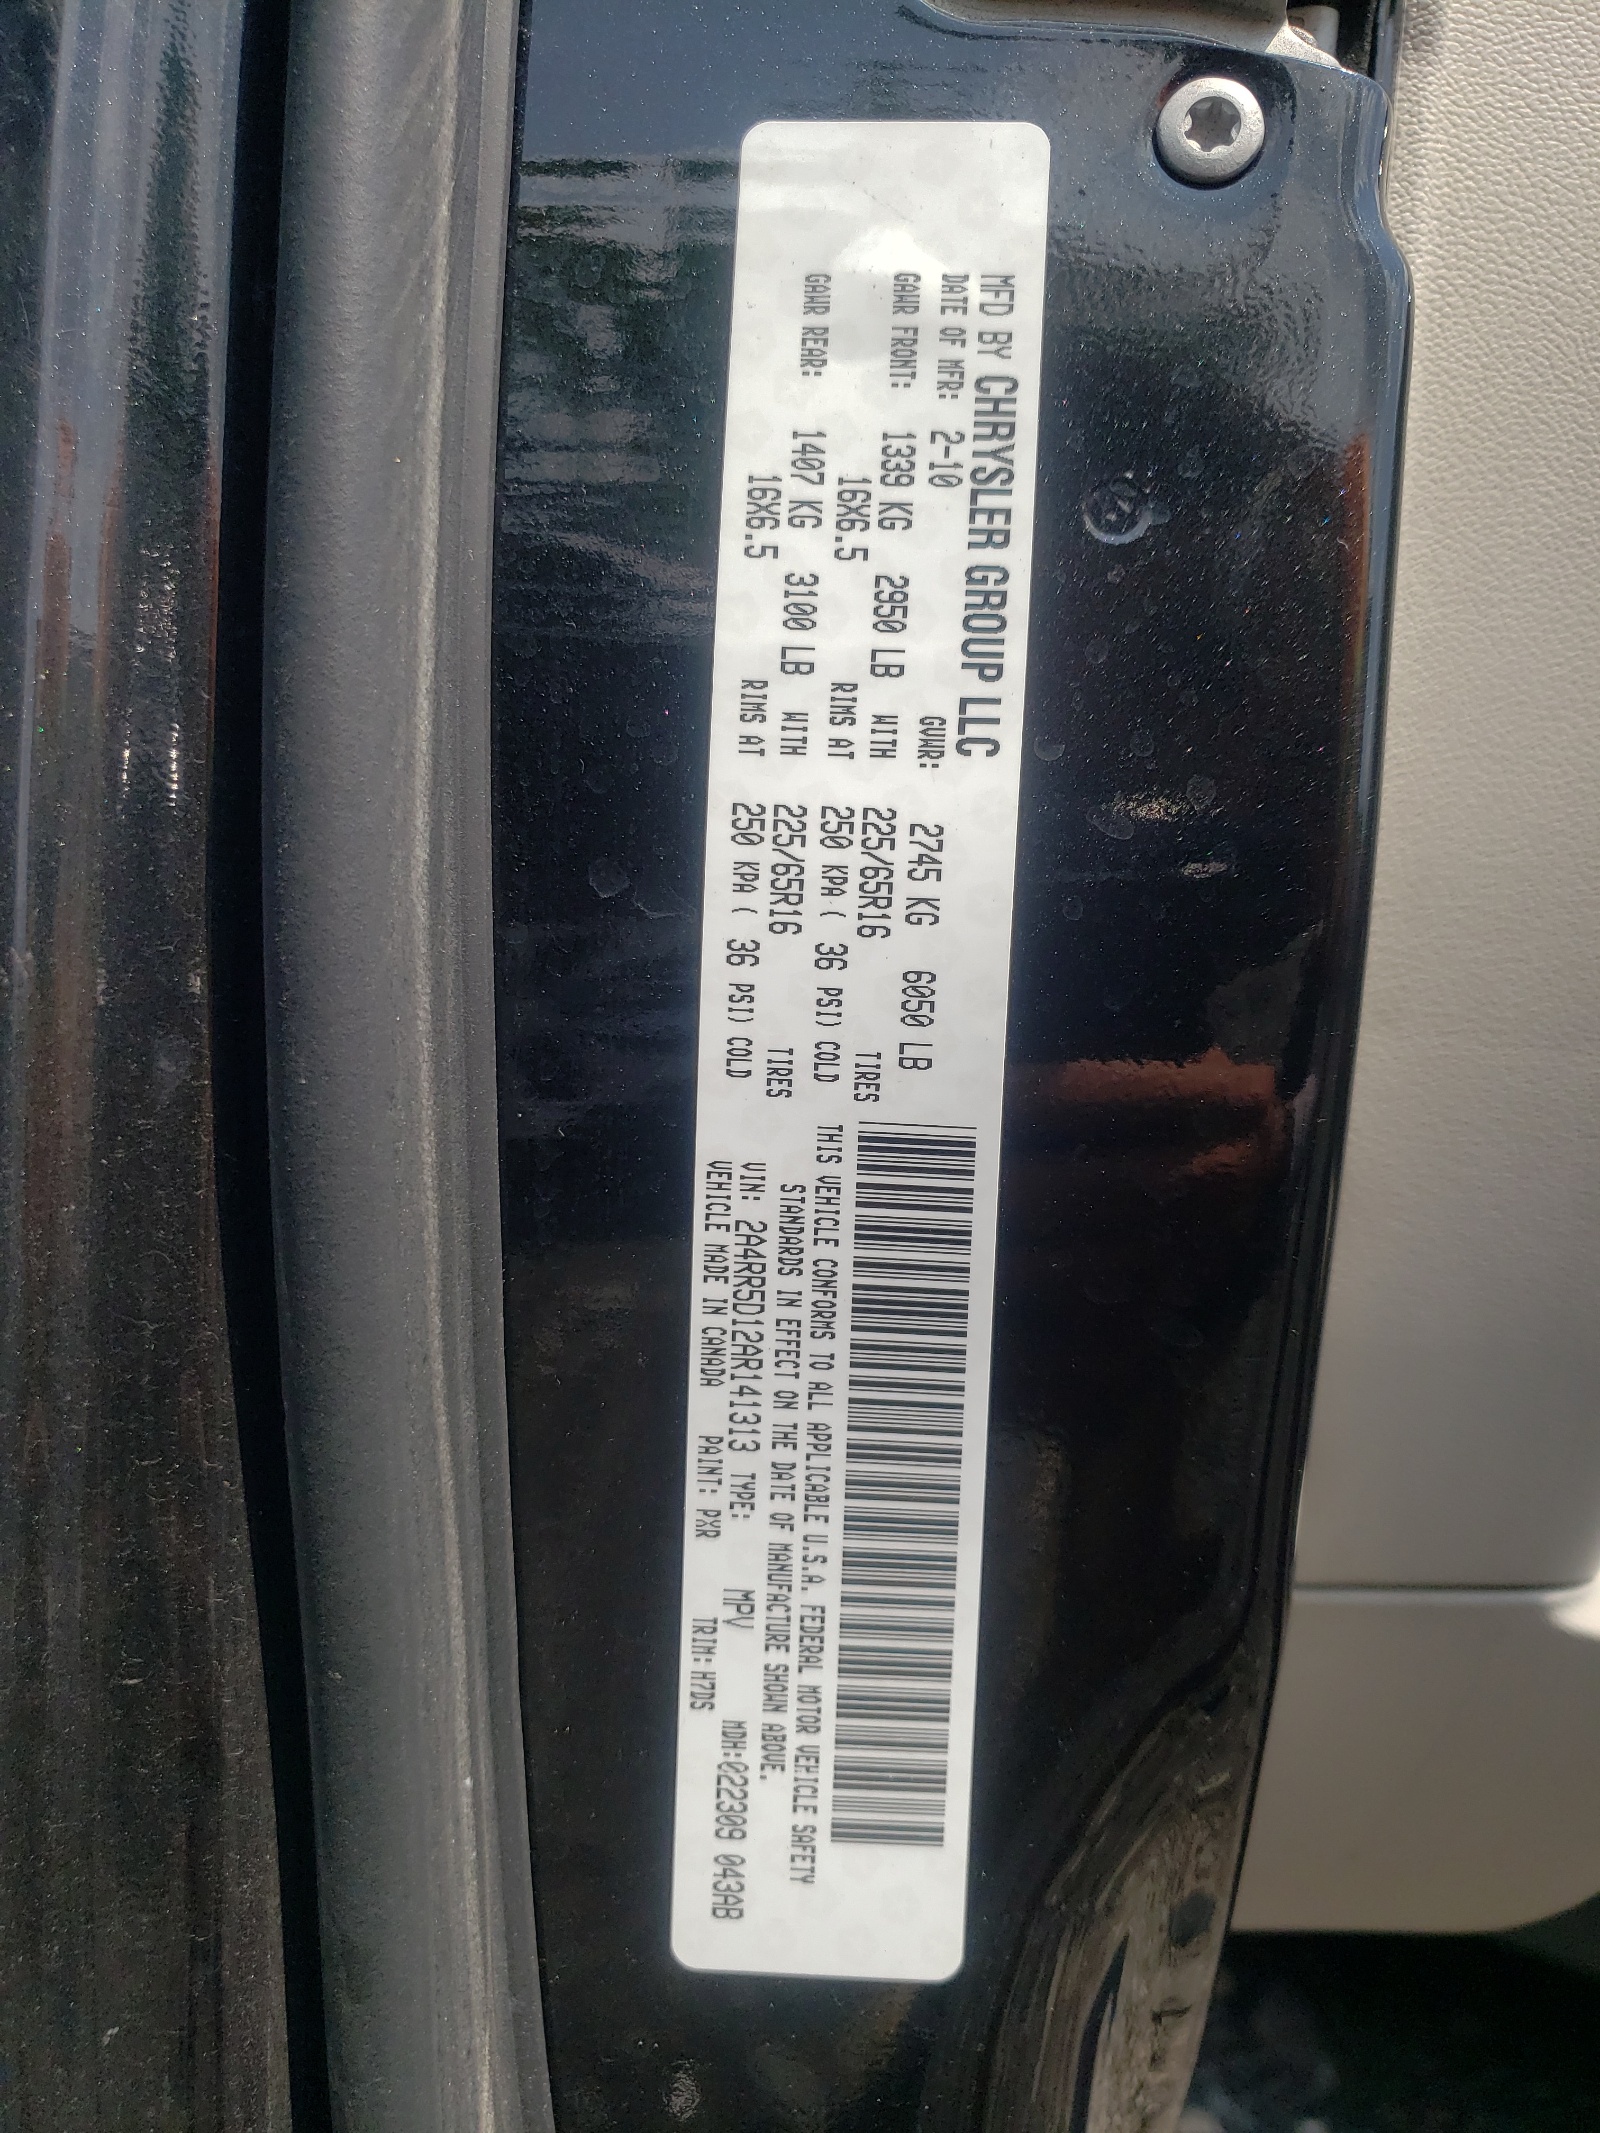 MFD BY CHRYSLER GROUP LLC
DATE OF MFR: 2-10 GVWR: 2745 KG 6050 LB
GAWR FRONT: 1339 KG 2950 LB WITH 225/65R16 TIRES
16X6.5 RIMS AT 250 KPA ( 36 PSI) COLD
GAWR REAR: 1407 KG 3100 LB WITH 225/65R16 TIRES
16X6.5 RIMS AT 250 KPA ( 36 PSI) COLD
THIS VEHICLE CONFORMS TO ALL APPLICABLE U.S.A. FEDERAL MOTOR VEHICLE SAFETY
STANDARDS IN EFFECT ON THE DATE OF MANUFACTURE SHOWN ABOVE.
VIN: 2A4RR5D12AR141313 TYPE: MPV MDH:022309 043AB
VEHICLE MADE IN CANADA PAINT: PXR TRIM: H7DS